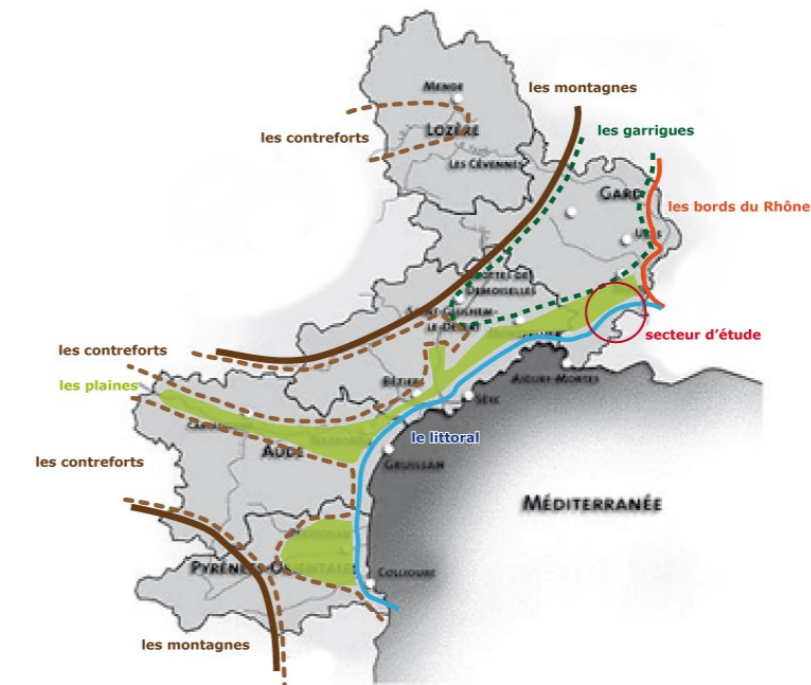 les montagnes
MENDE
les contreforts
LOZÈRE
les garrigues
LES CÉVENNES
GARD
les bords du Rhône
GROTTES DE
DEMOISELLES
SAINT-GUILHEM-
LE-DÉSERT
secteur d'étude
les contreforts
les plaines
BÉZIERS
AIGUES-MORTES
SÈTE
le littoral
AUDE
les contreforts
GRUISSAN
MÉDITERRANÉE
PYRÉNÉES-ORIENTALES
COLLIOURE
les montagnes